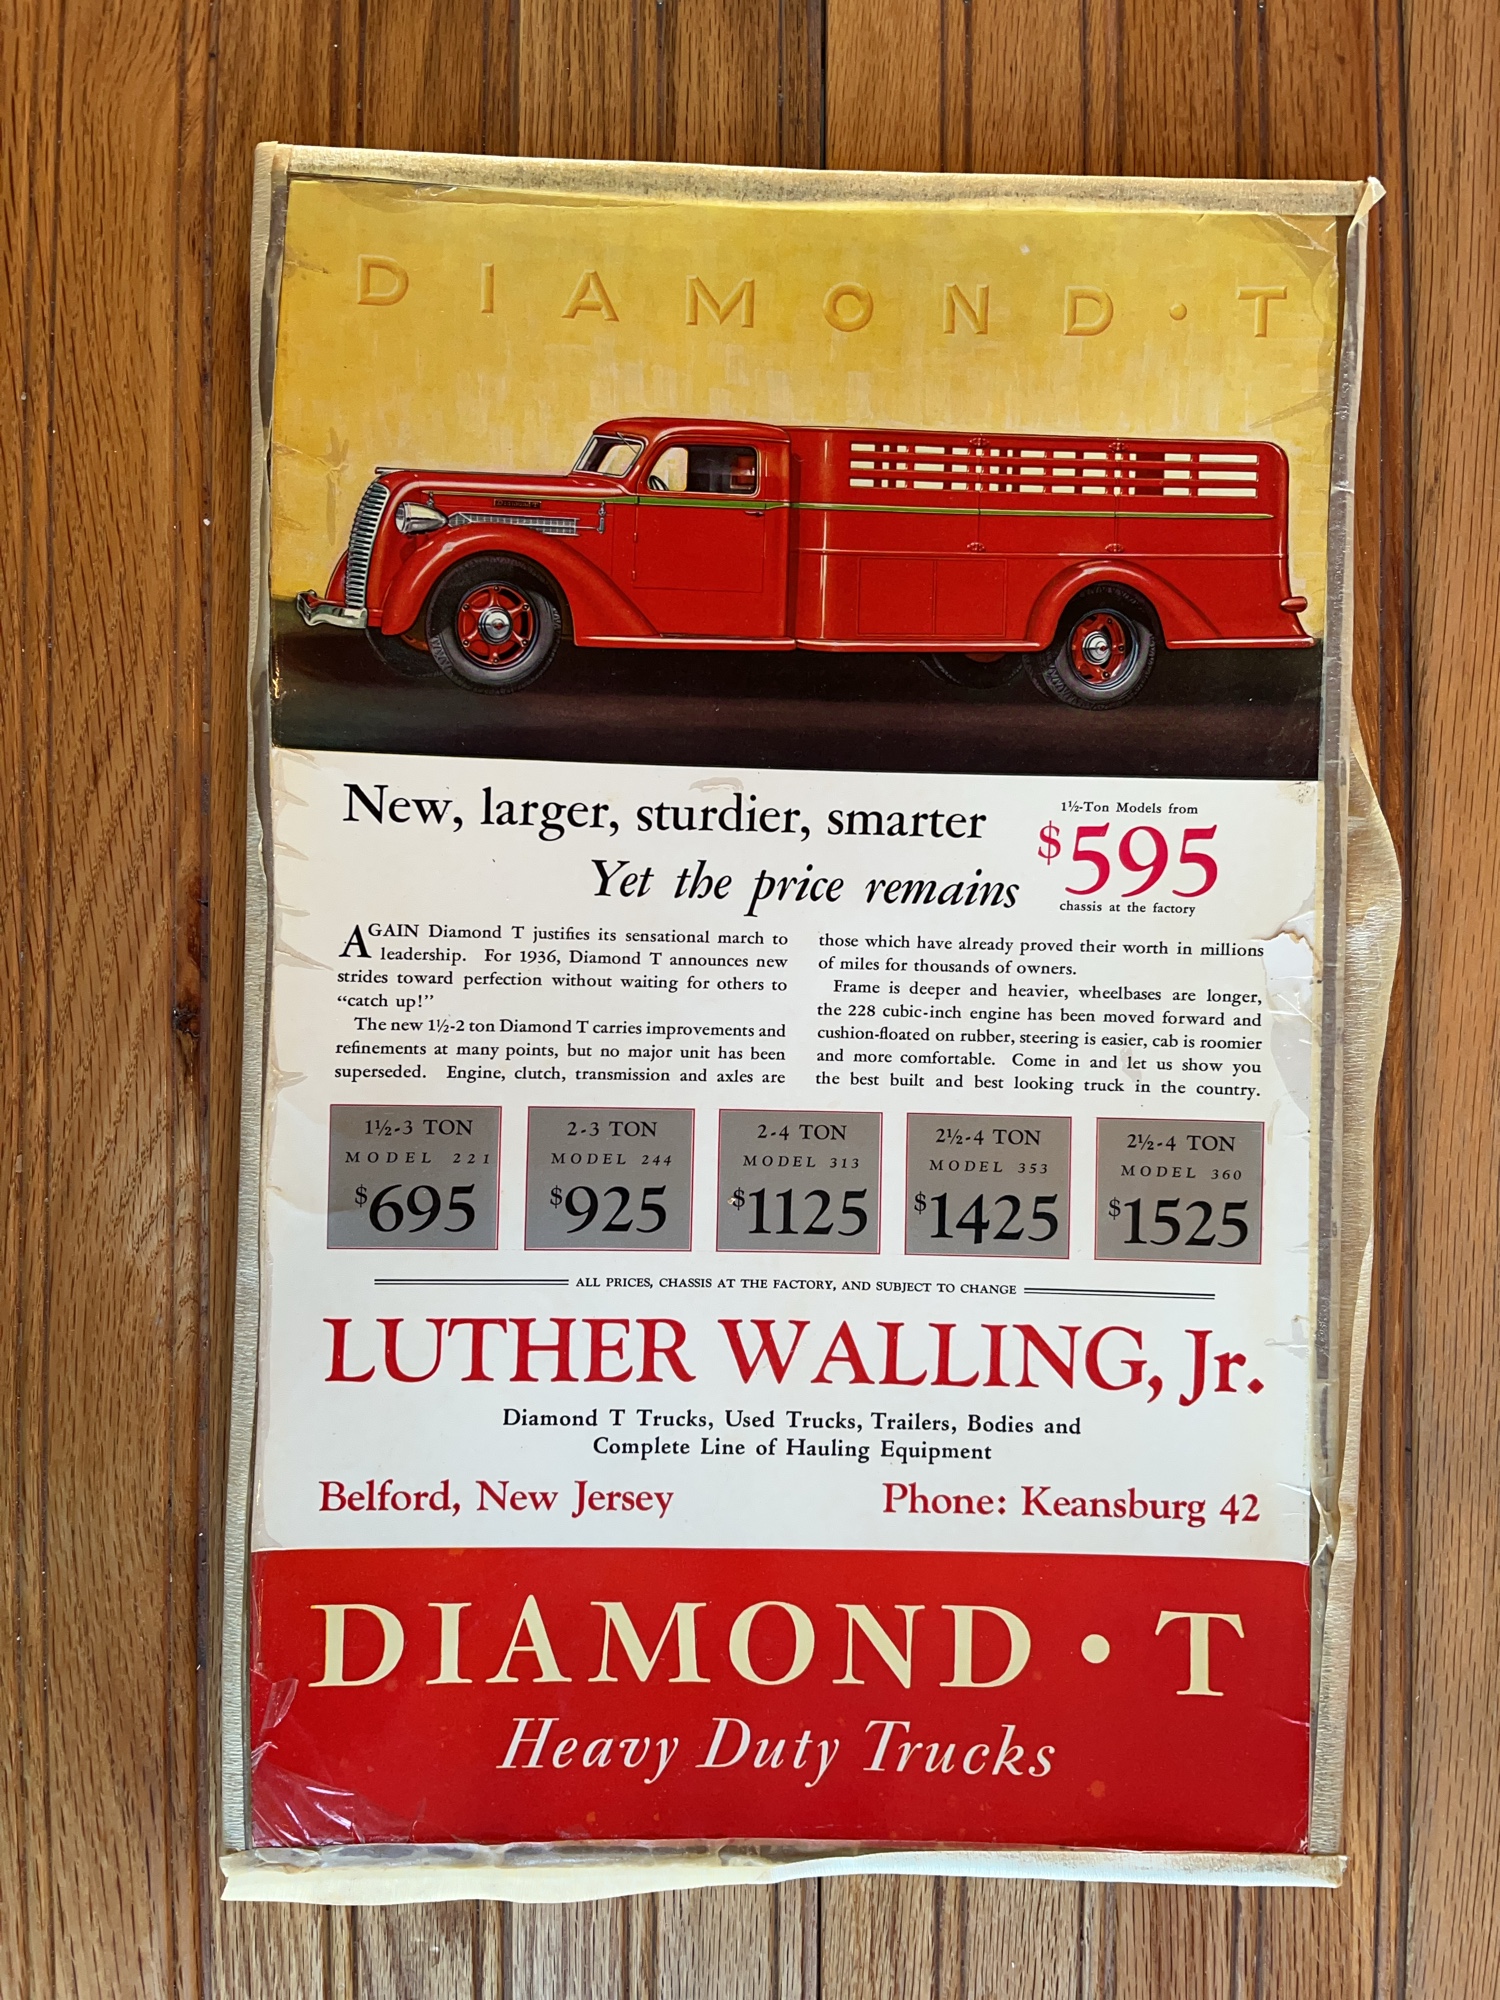 DIAMOND·T
New, larger, sturdier, smarter
Yet the price remains
1½-Ton Models from
$595
chassis at the factory
AGAIN Diamond T justifies its sensational march to
leadership. For 1936, Diamond T announces new
strides toward perfection without waiting for others to
“catch up!”
The new 1½-2 ton Diamond T carries improvements and
refinements at many points, but no major unit has been
superseded. Engine, clutch, transmission and axles are
those which have already proved their worth in millions
of miles for thousands of owners.
Frame is deeper and heavier, wheelbases are longer,
the 228 cubic-inch engine has been moved forward and
cushion-floated on rubber, steering is easier, cab is roomier
and more comfortable. Come in and let us show you
the best built and best looking truck in the country.
1½-3 TON
MODEL 221
$695
2-3 TON
MODEL 244
$925
2-4 TON
MODEL 313
$1125
2½-4 TON
MODEL 353
$1425
2½-4 TON
MODEL 360
$1525
ALL PRICES, CHASSIS AT THE FACTORY, AND SUBJECT TO CHANGE
LUTHER WALLING, Jr.
Diamond T Trucks, Used Trucks, Trailers, Bodies and
Complete Line of Hauling Equipment
Belford, New Jersey
Phone: Keansburg 42
DIAMOND·T
Heavy Duty Trucks